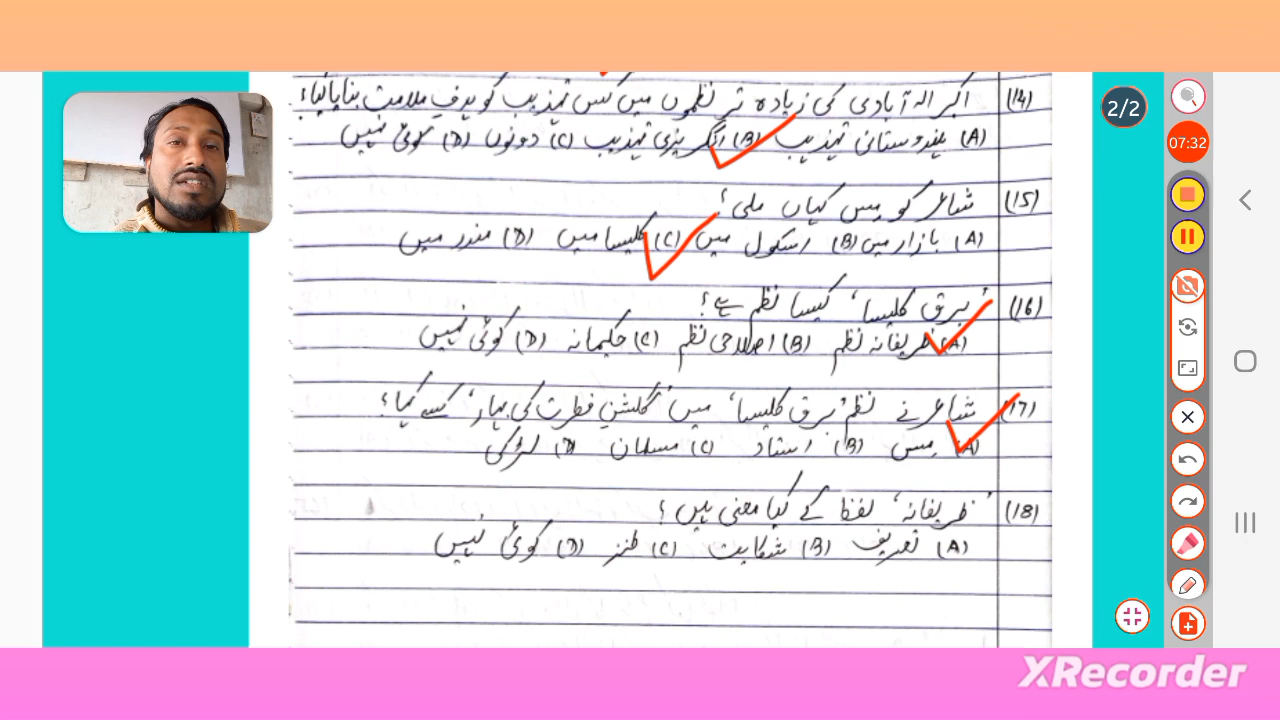 2/2
07:32
(14) اکبر الہ آبادی کی زیادہ تر نظموں میں کس تہذیب کو ہدفِ ملامت بنایا گیا؟
(A) ہندوستانی تہذیب (B) انگریزی تہذیب (C) دونوں (D) کوئی نہیں
(15) شاعر کو مِس کہاں ملی؟
(A) بازار میں (B) اسکول میں (C) کلیسا میں (D) مندر میں
(16) 'برقِ کلیسا' کیسا نظم ہے؟
(A) ظریفانہ نظم (B) اصلاحی نظم (C) حکیمانہ (D) کوئی نہیں
(17) شاعر نے نظم 'برقِ کلیسا' میں 'گلشنِ فطرت کی بہار' کسے کہا؟
(A) مِس (B) استاد (C) مسلمان (D) لڑکی
(18) 'ظریفانہ' لفظ کے کیا معنی ہیں؟
(A) تعریف (B) شکایت (C) طنز (D) کوئی نہیں
XRecorder